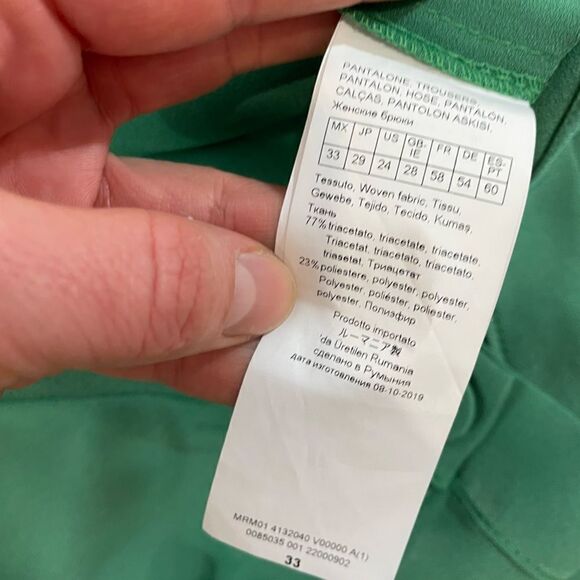 PANTALONE, TROUSERS,
PANTALON, HOSE, PANTALÓN,
CALÇAS, PANTOLON ASKISI.
Женские брюки
MX JP US GB-IE FR DE ES-PT
33 29 24 28 58 54 60
Tessuto, Woven fabric, Tissu,
Gewebe, Tejido, Tecido, Kumaş,
Ткань
77% triacetato, triacetate, triacetate,
Triacetat, triacetato, triacetato,
triasetat, Триацетат
23% poliestere, polyester, polyester,
Polyester, poliéster, poliester,
polyester, Полиэфир
Prodotto importato
ルーマニア製
'da Üretilen Rumania
сделано в Румыния
дата изготовления 08-10-2019
MRM01 4132040 V00000 A(1)
0085035 001 22000902
33